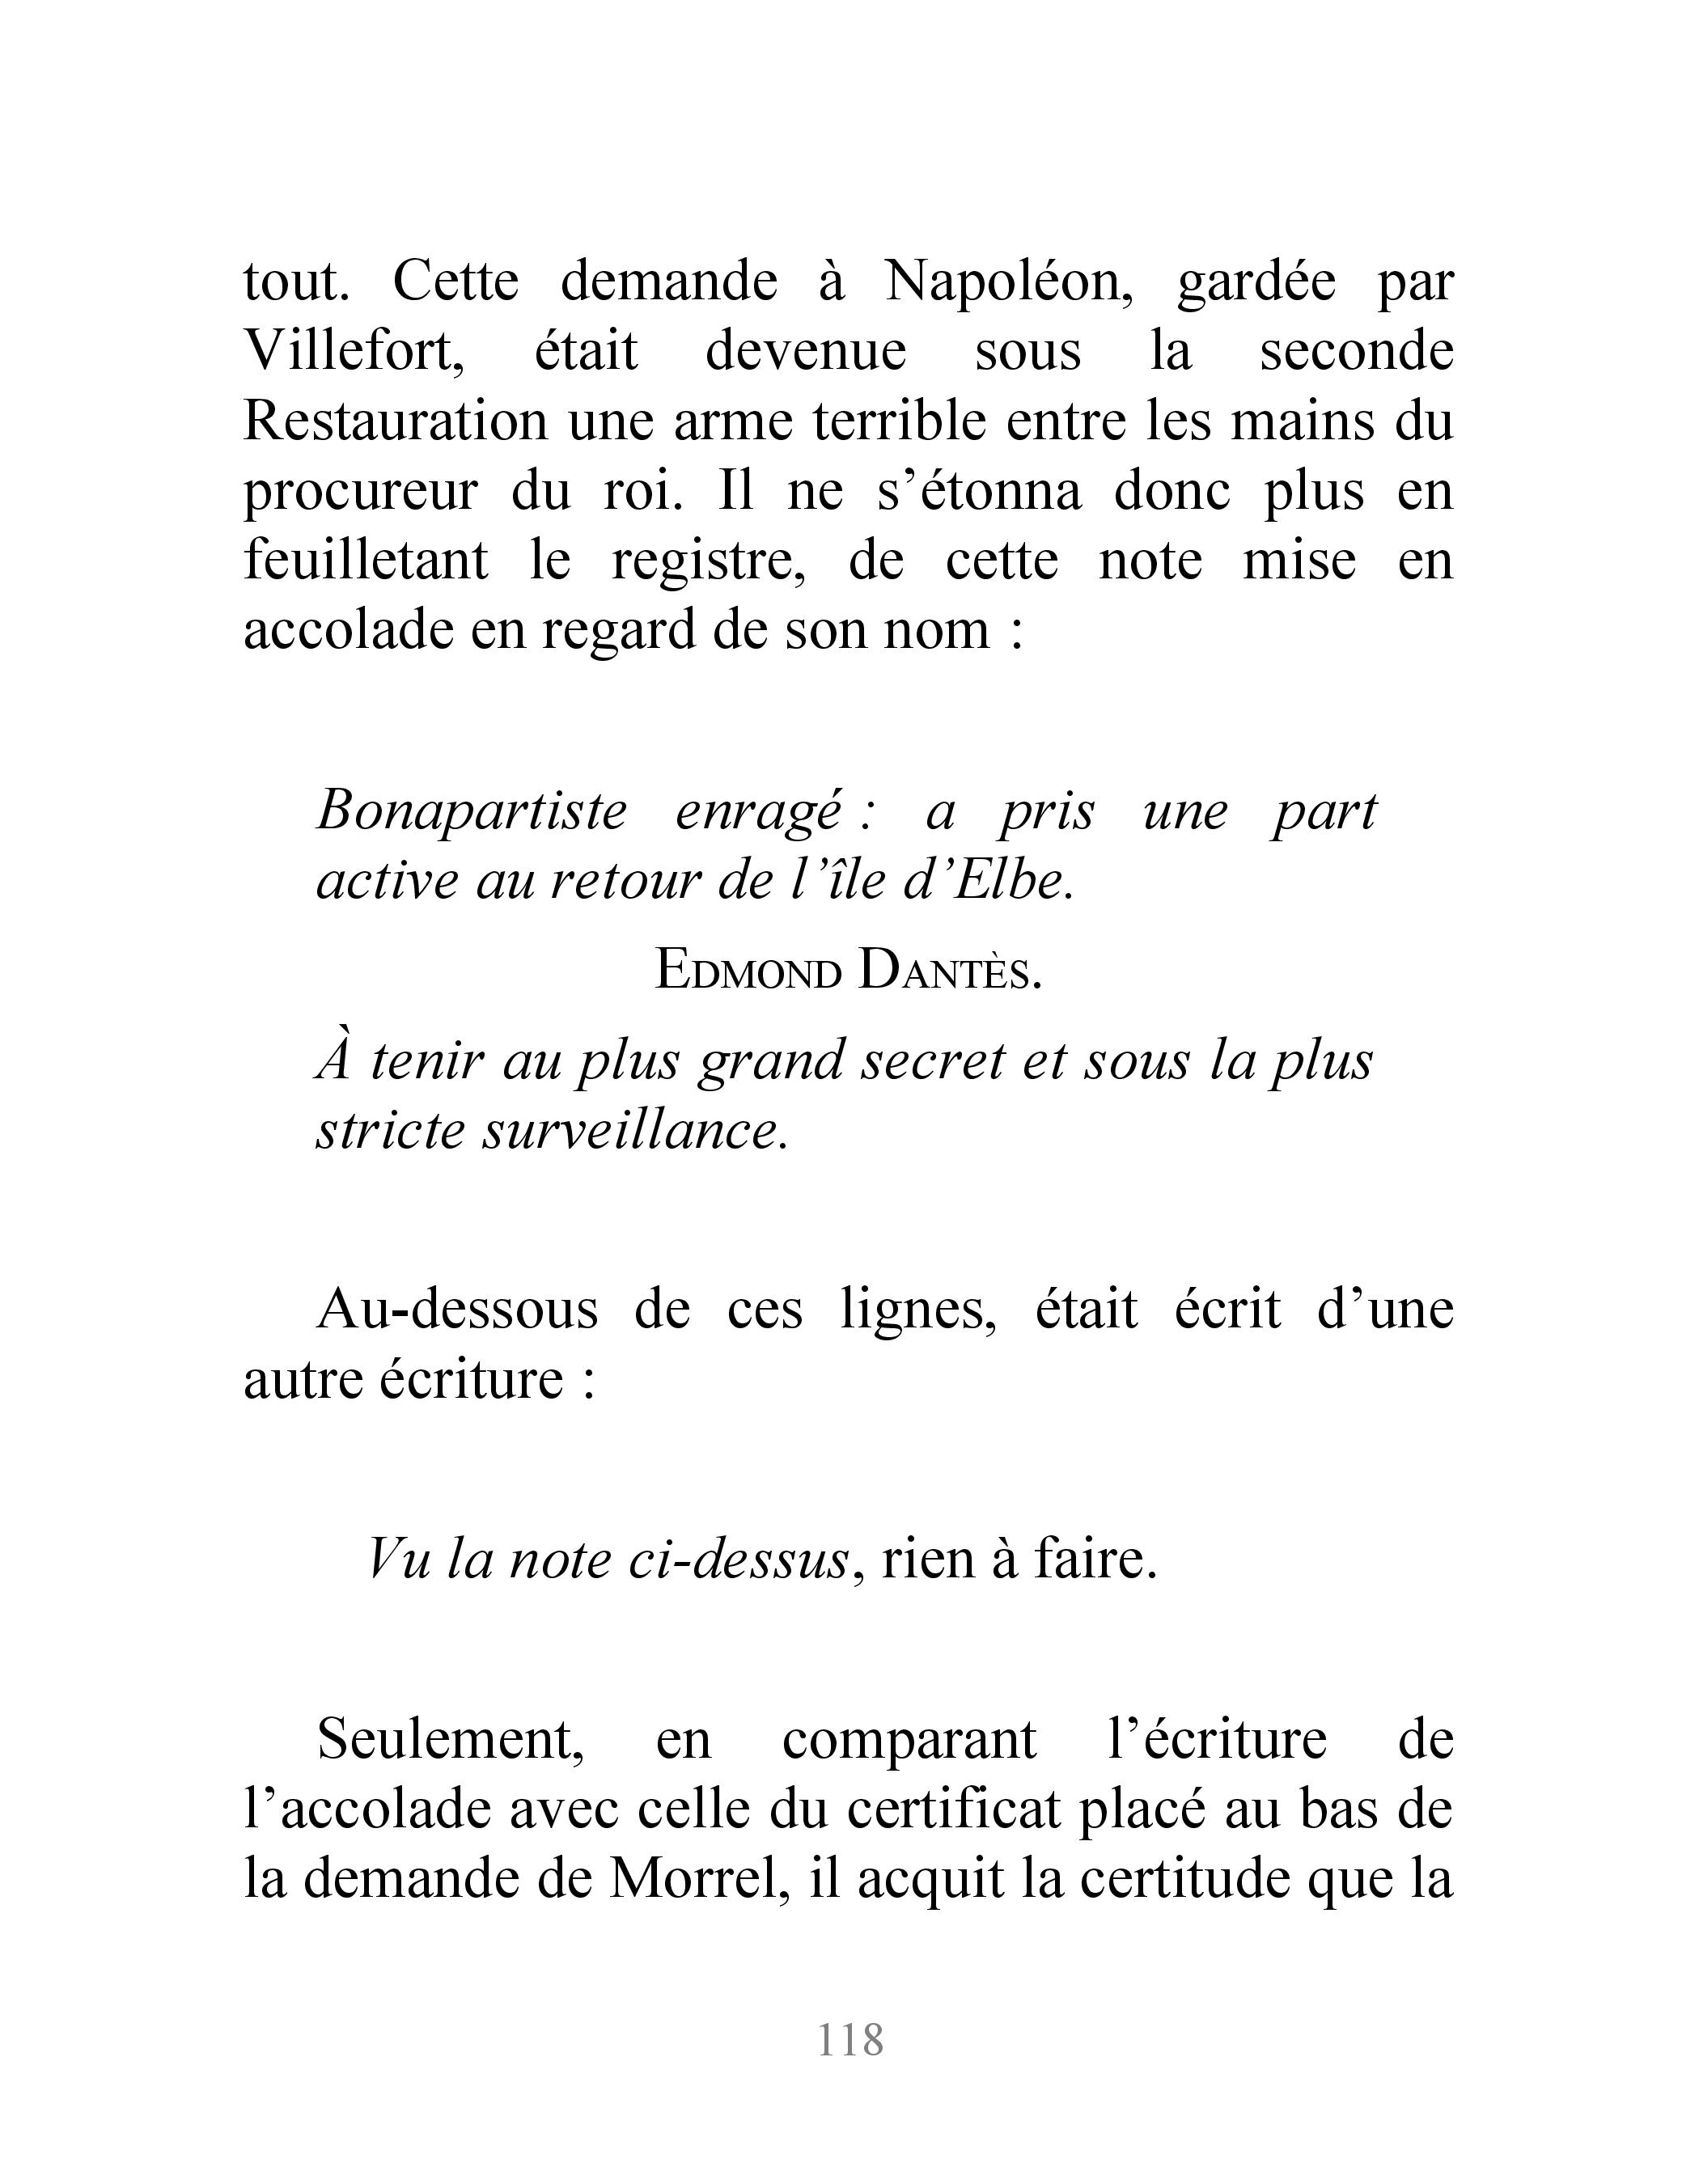 tout. Cette demande à Napoléon, gardée par
Villefort, était devenue sous la seconde
Restauration une arme terrible entre les mains du
procureur du roi. Il ne s’étonna donc plus en
feuilletant le registre, de cette note mise en
accolade en regard de son nom :
Bonapartiste enragé : a pris une part
active au retour de l’île d’Elbe.
EDMOND DANTÈS.
À tenir au plus grand secret et sous la plus
stricte surveillance.
Au-dessous de ces lignes, était écrit d’une
autre écriture :
Vu la note ci-dessus, rien à faire.
Seulement, en comparant l’écriture de
l’accolade avec celle du certificat placé au bas de
la demande de Morrel, il acquit la certitude que la
118